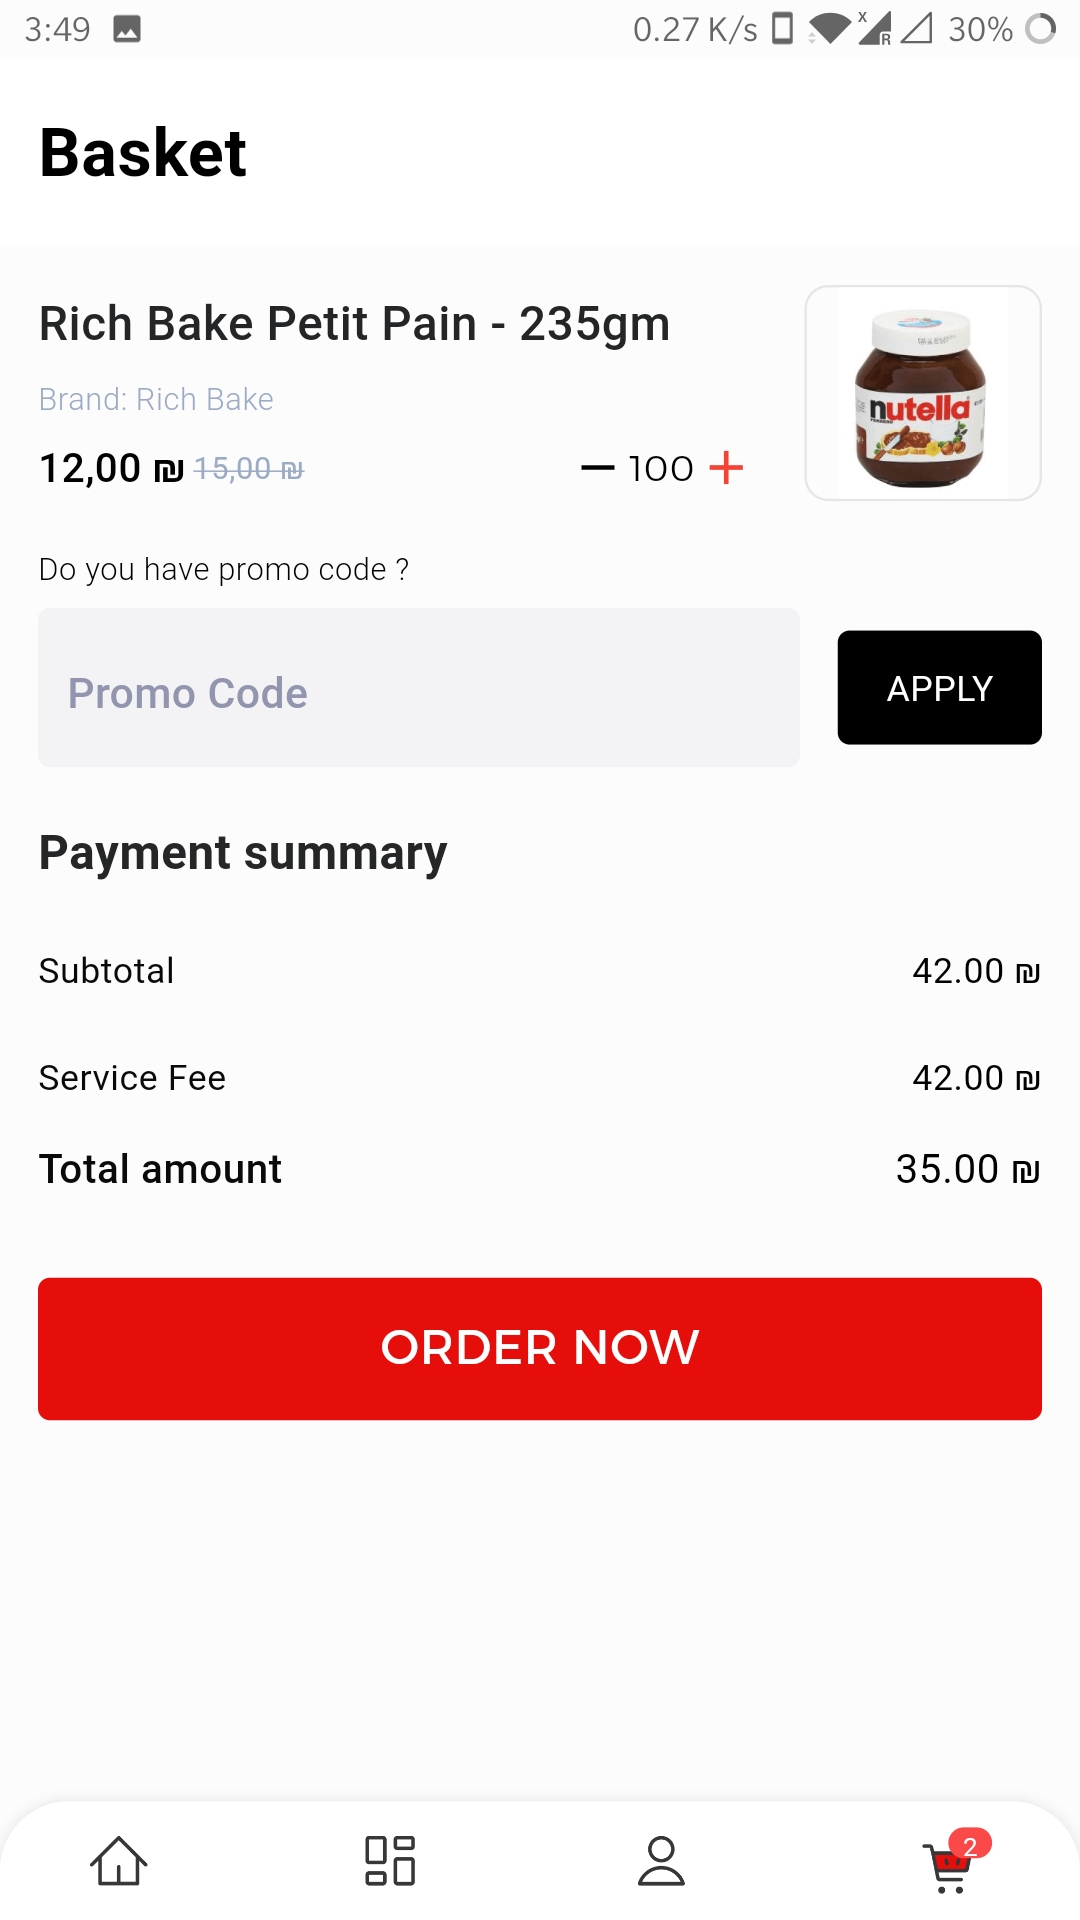 3:49 0.27 K/s X R 30%
Basket
Rich Bake Petit Pain - 235gm
Brand: Rich Bake
12,00 ₪ 15,00 ₪ 100
nutella
FERRERO
Do you have promo code ?
Promo Code APPLY
Payment summary
Subtotal 42.00 ₪
Service Fee 42.00 ₪
Total amount 35.00 ₪
ORDER NOW
2